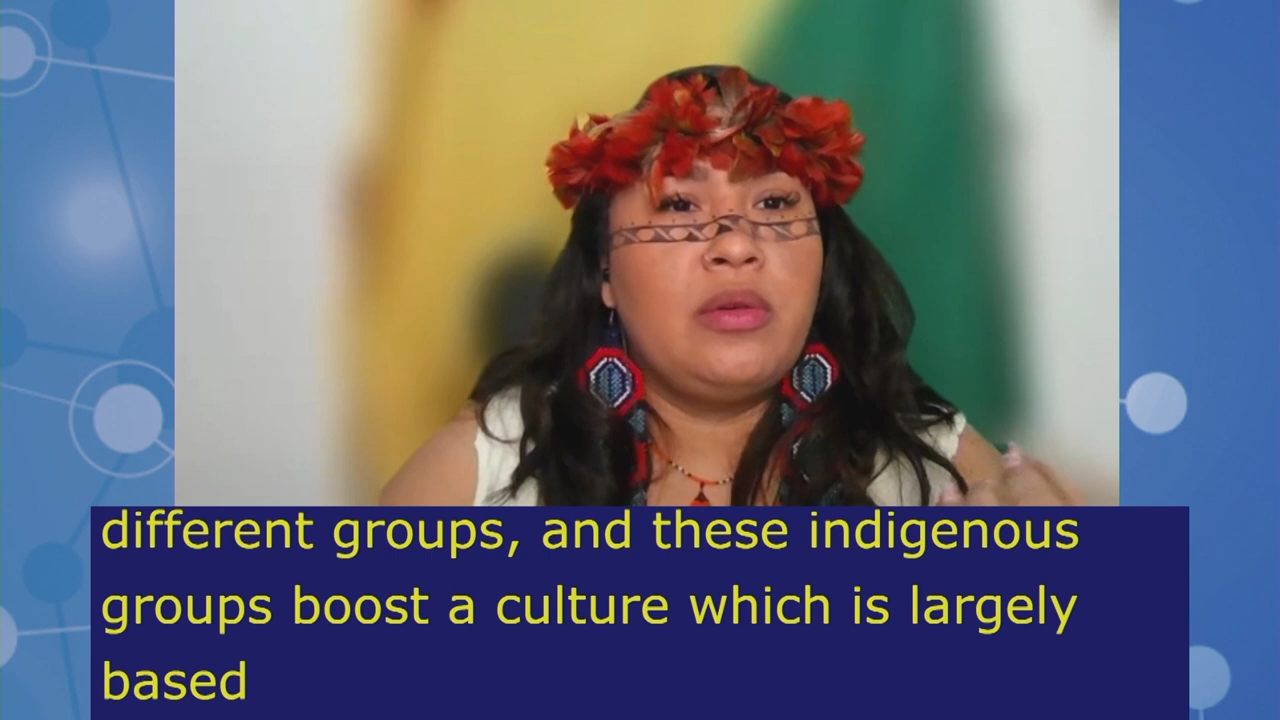 different groups, and these indigenous
groups boost a culture which is largely
based